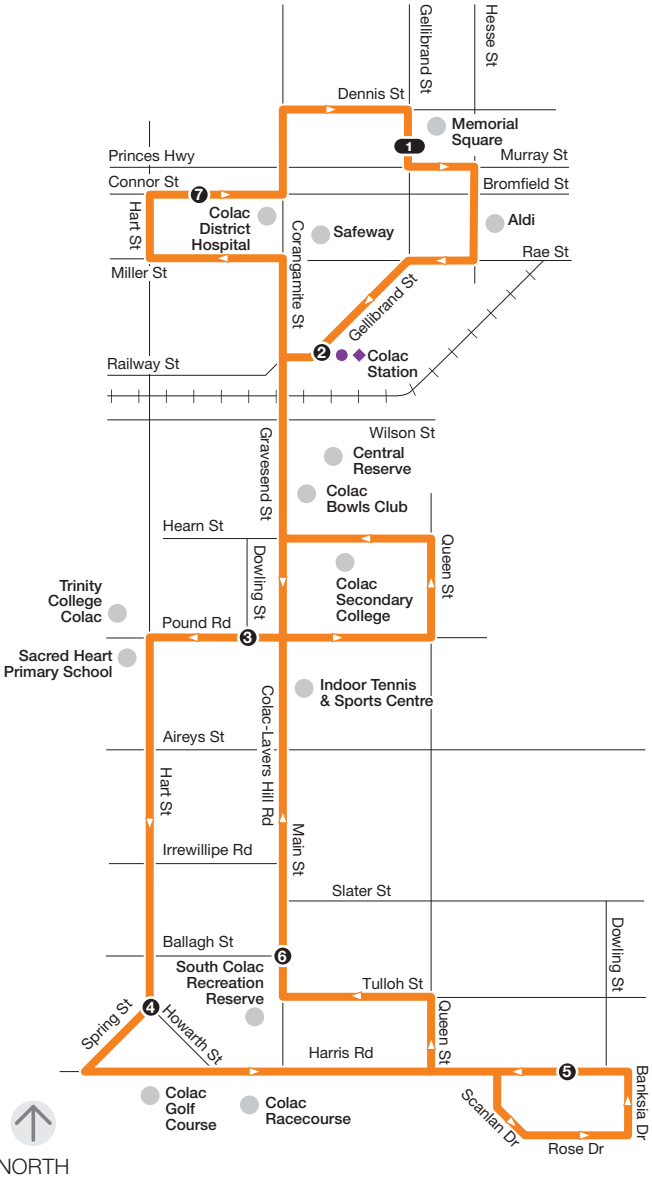 Gellibrand St
Hesse St
Dennis St
Memorial
Square
1
Princes Hwy
Murray St
Connor St
Bromfield St
7
Hart St
Colac
District
Hospital
Corangamite St
Safeway
Aldi
Rae St
Miller St
Gellibrand St
2
Colac
Station
Railway St
Wilson St
Gravesend St
Central
Reserve
Colac
Bowls Club
Hearn St
Dowling St
Queen St
Colac
Secondary
College
Trinity
College
Colac
Pound Rd
3
Sacred Heart
Primary School
Indoor Tennis
& Sports Centre
Colac-Lavers Hill Rd
Aireys St
Hart St
Main St
Irrewillipe Rd
Slater St
Dowling St
Ballagh St
6
South Colac
Recreation
Reserve
Tulloh St
4
Spring St
Howarth St
Queen St
Harris Rd
5
Banksia Dr
Scanlan Dr
Rose Dr
Colac
Golf
Course
Colac
Racecourse
NORTH